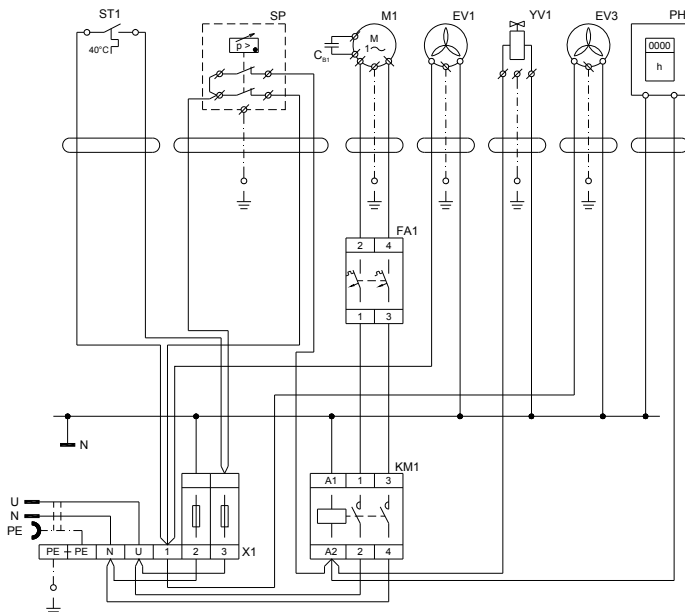 ST1 SP M1 EV1 YV1 EV3 PH
40°C p > C B1 M 1~ 0000
h
FA1
2 4
1 3
N
KM1
A1 1 3
U
N
PE
PE PE N U 1 2 3 X1 A2 2 4